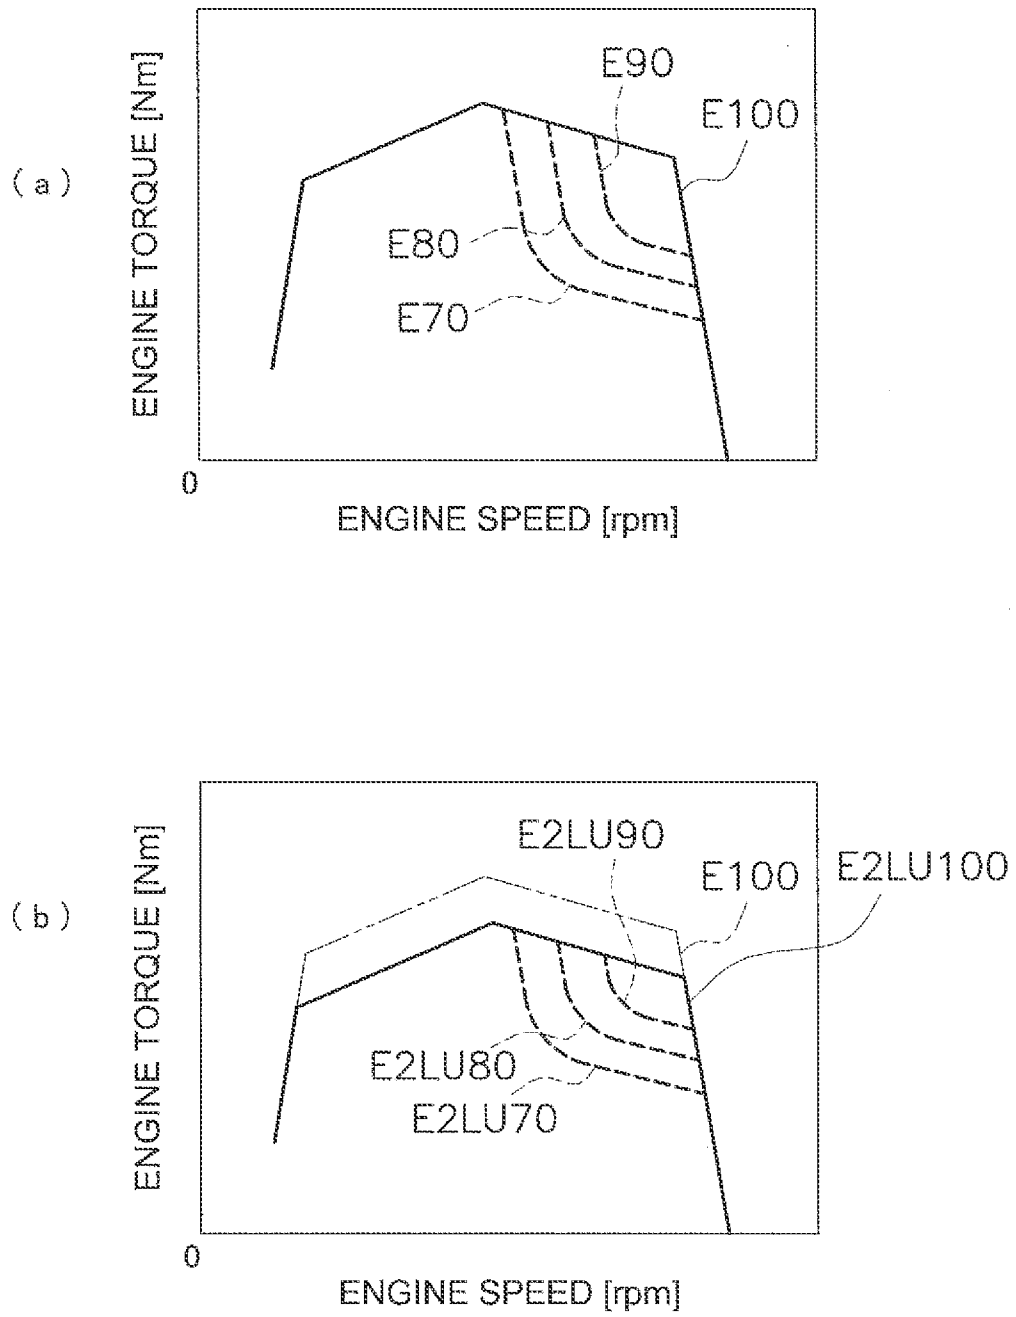 E90
E100
ENGINE TORQUE [Nm]
(a)
E80
E70
0
ENGINE SPEED [rpm]
E2LU90
E100
E2LU100
ENGINE TORQUE [Nm]
(b)
E2LU80
E2LU70
0
ENGINE SPEED [rpm]